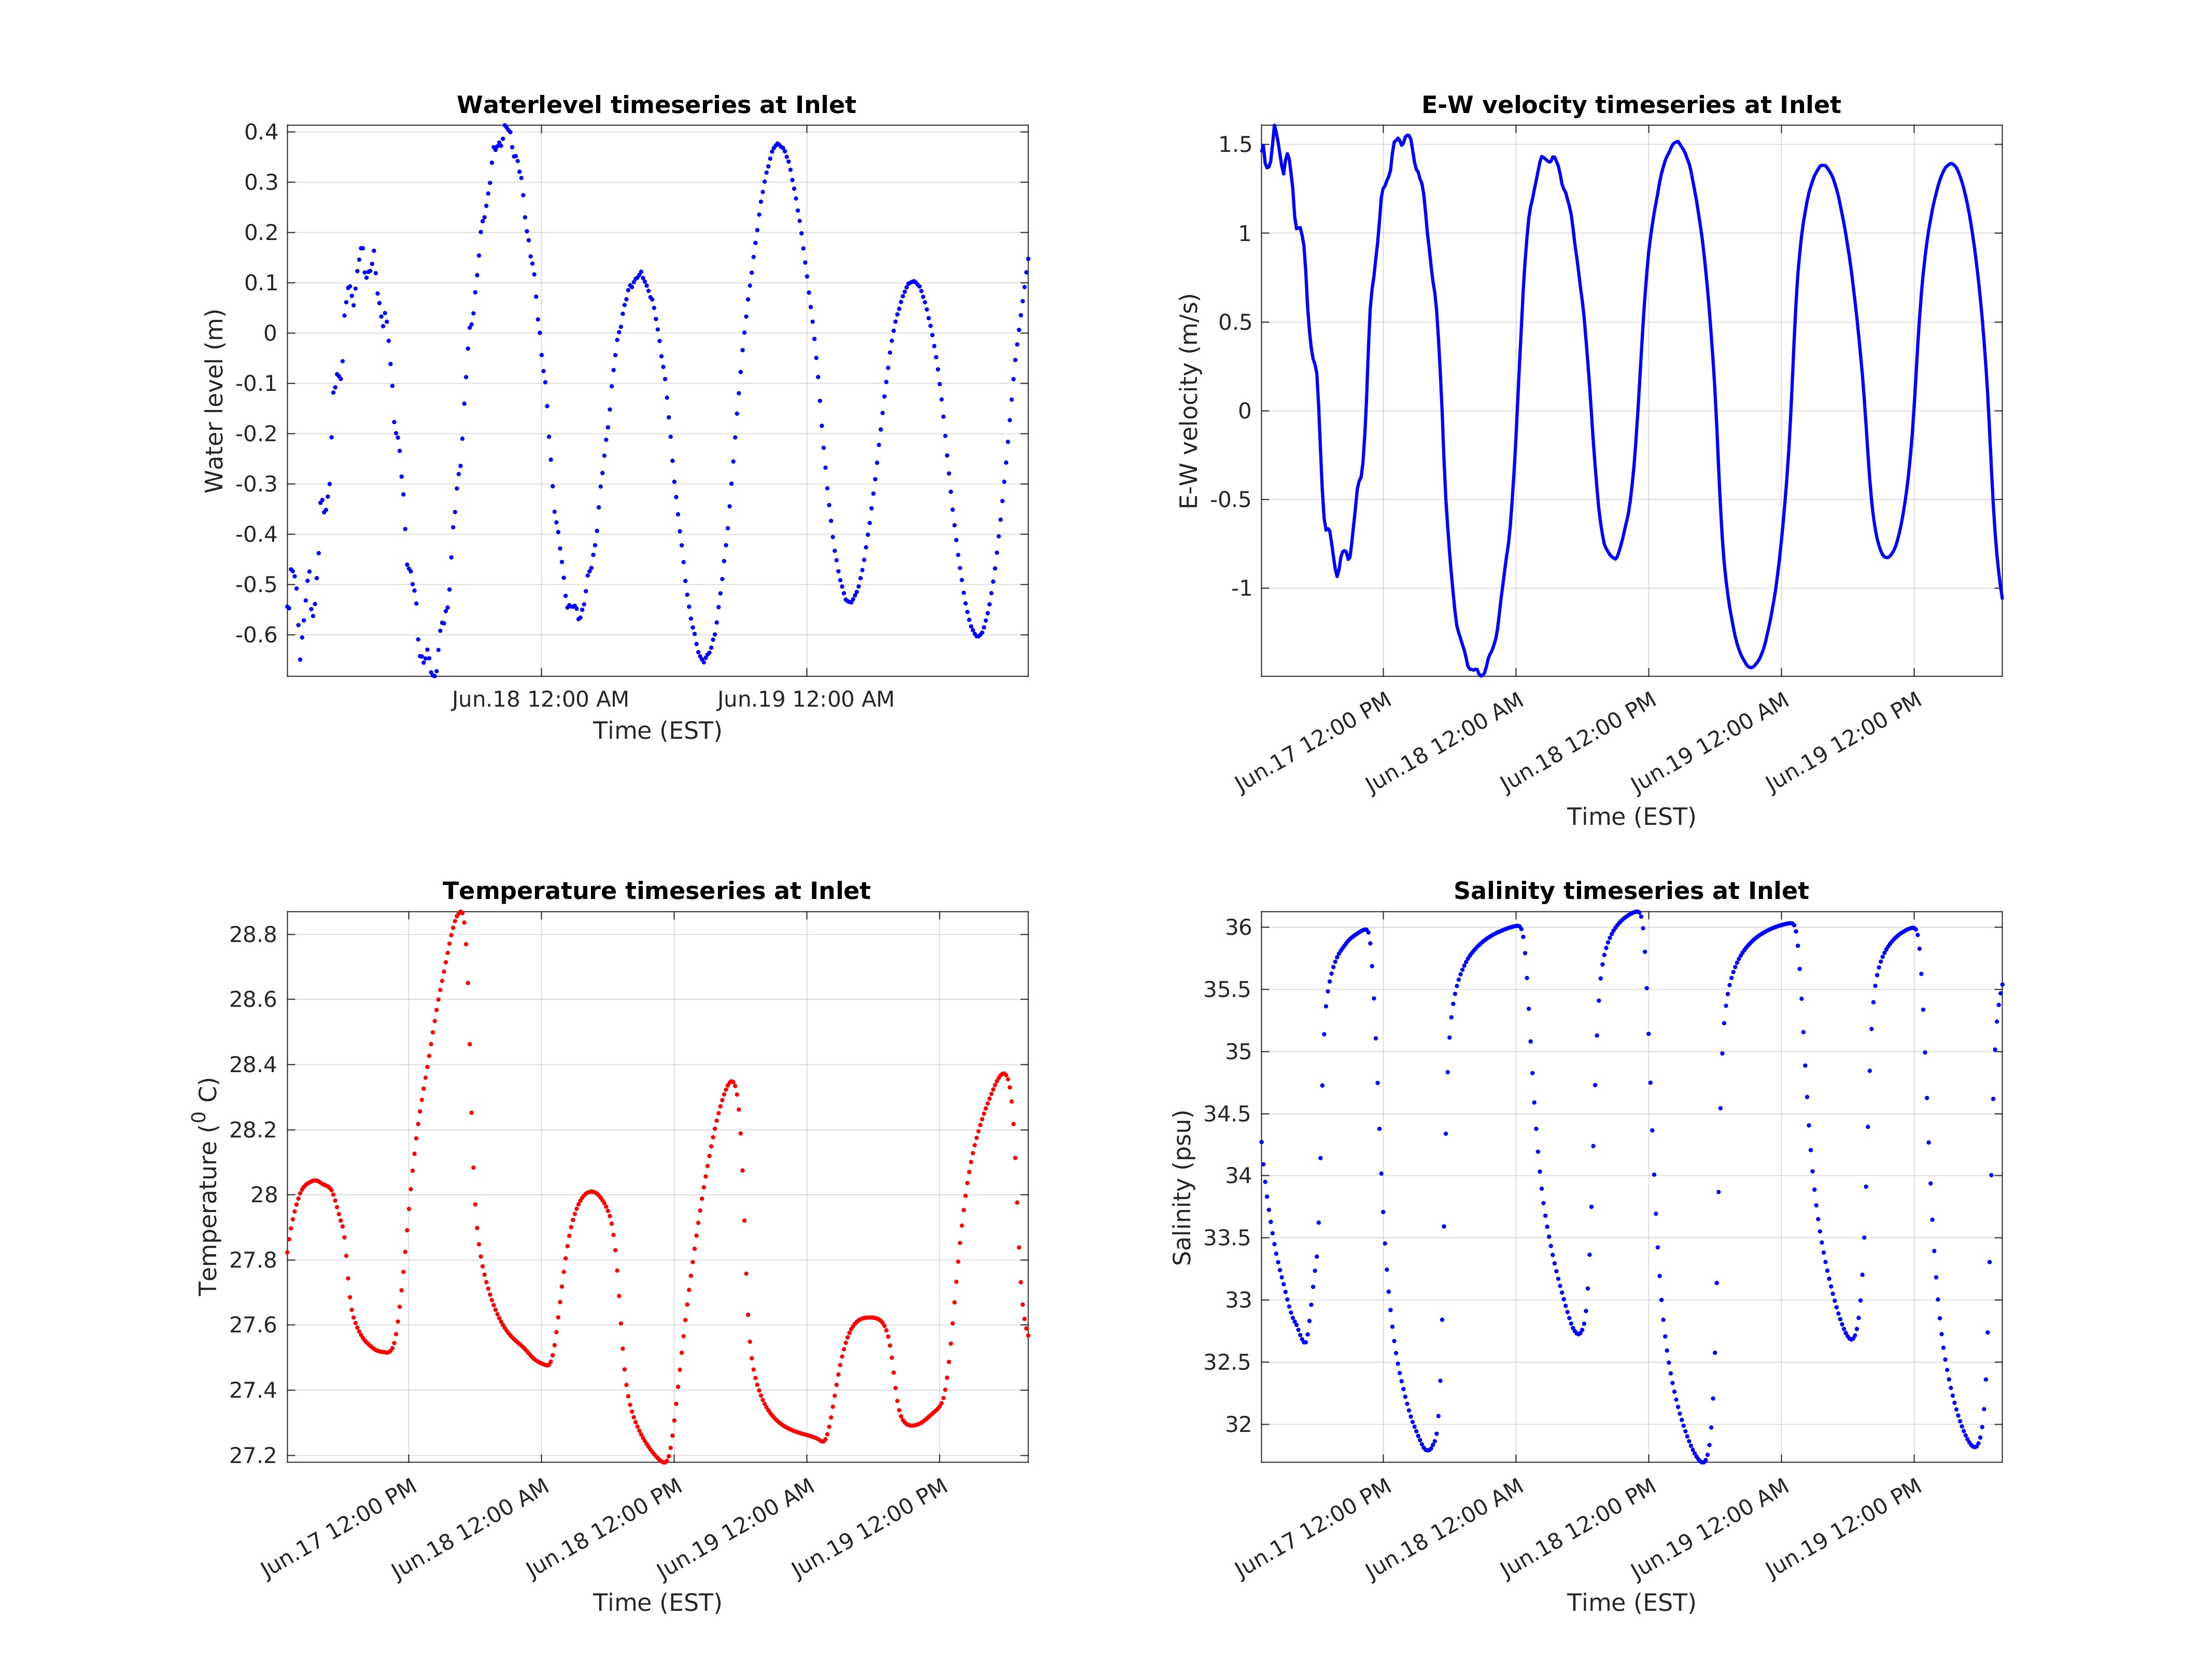 Waterlevel timeseries at Inlet
0.4
0.3
0.2
0.1
0
-0.1
-0.2
-0.3
-0.4
-0.5
-0.6
Water level (m)
Jun.18 12:00 AM
Jun.19 12:00 AM
Time (EST)
E-W velocity timeseries at Inlet
1.5
1
0.5
0
-0.5
-1
E-W velocity (m/s)
Jun.17 12:00 PM
Jun.18 12:00 AM
Jun.18 12:00 PM
Jun.19 12:00 AM
Jun.19 12:00 PM
Time (EST)
Temperature timeseries at Inlet
28.8
28.6
28.4
28.2
28
27.8
27.6
27.4
27.2
Temperature (⁰ C)
Jun.17 12:00 PM
Jun.18 12:00 AM
Jun.18 12:00 PM
Jun.19 12:00 AM
Jun.19 12:00 PM
Time (EST)
Salinity timeseries at Inlet
36
35.5
35
34.5
34
33.5
33
32.5
32
Salinity (psu)
Jun.17 12:00 PM
Jun.18 12:00 AM
Jun.18 12:00 PM
Jun.19 12:00 AM
Jun.19 12:00 PM
Time (EST)